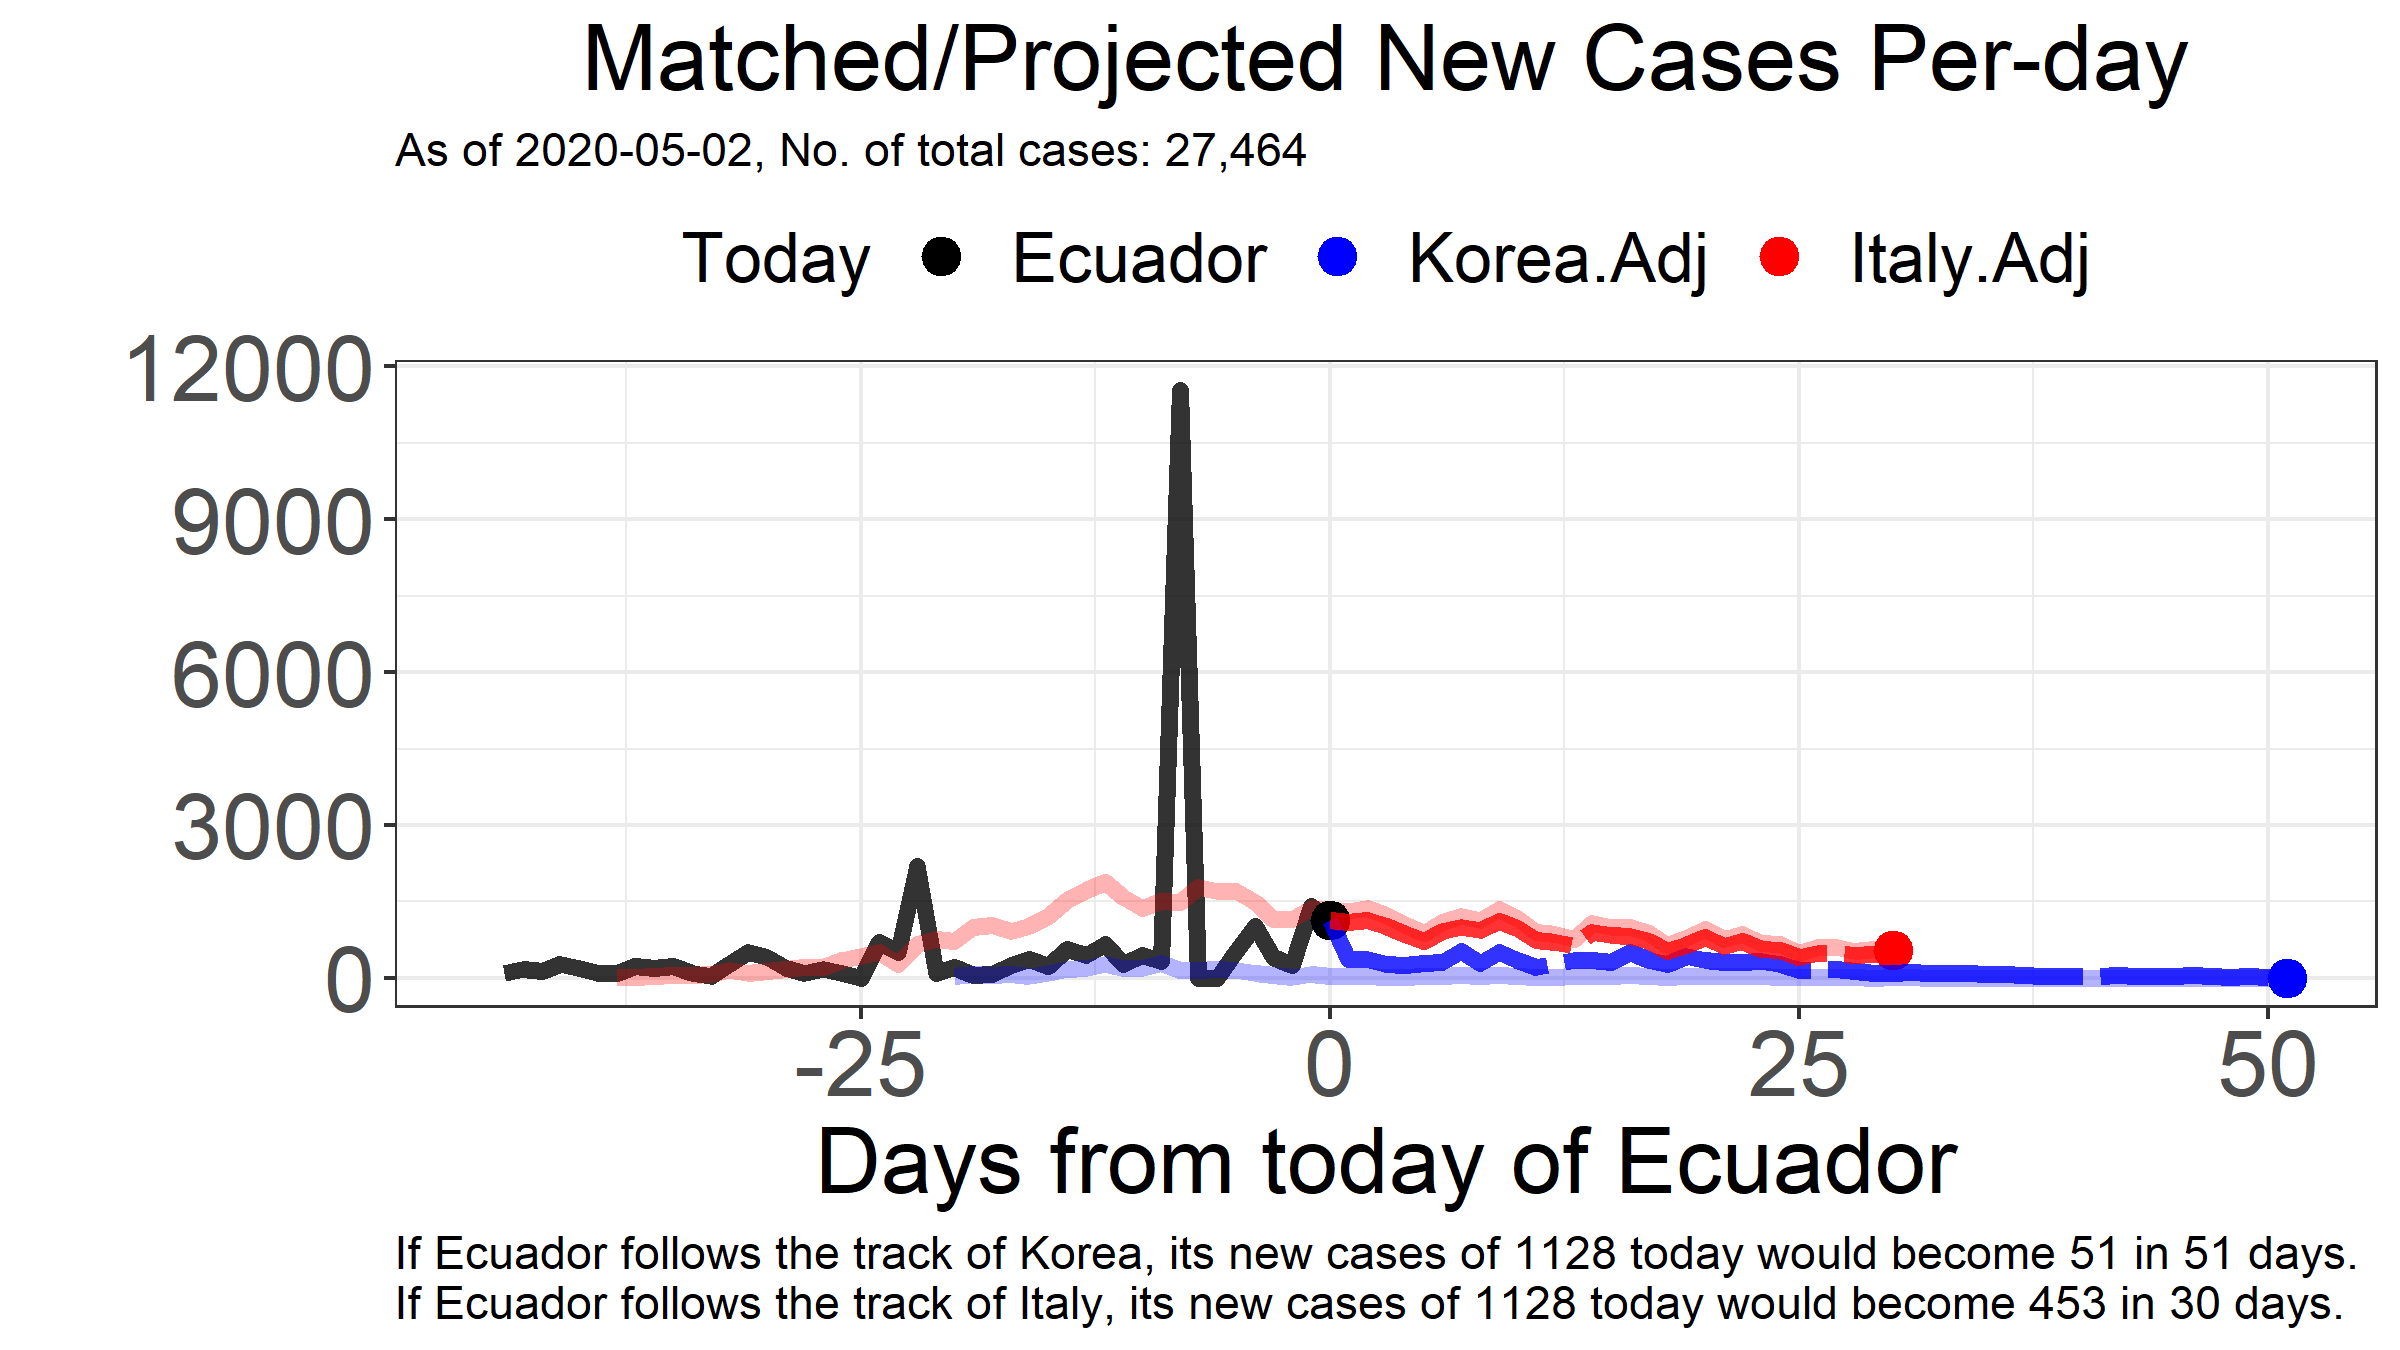 Matched/Projected New Cases Per-day
As of 2020-05-02, No. of total cases: 27,464
Today Ecuador Korea.Adj Italy.Adj
12000
9000
6000
3000
0
-25 0 25 50
Days from today of Ecuador
If Ecuador follows the track of Korea, its new cases of 1128 today would become 51 in 51 days.
If Ecuador follows the track of Italy, its new cases of 1128 today would become 453 in 30 days.